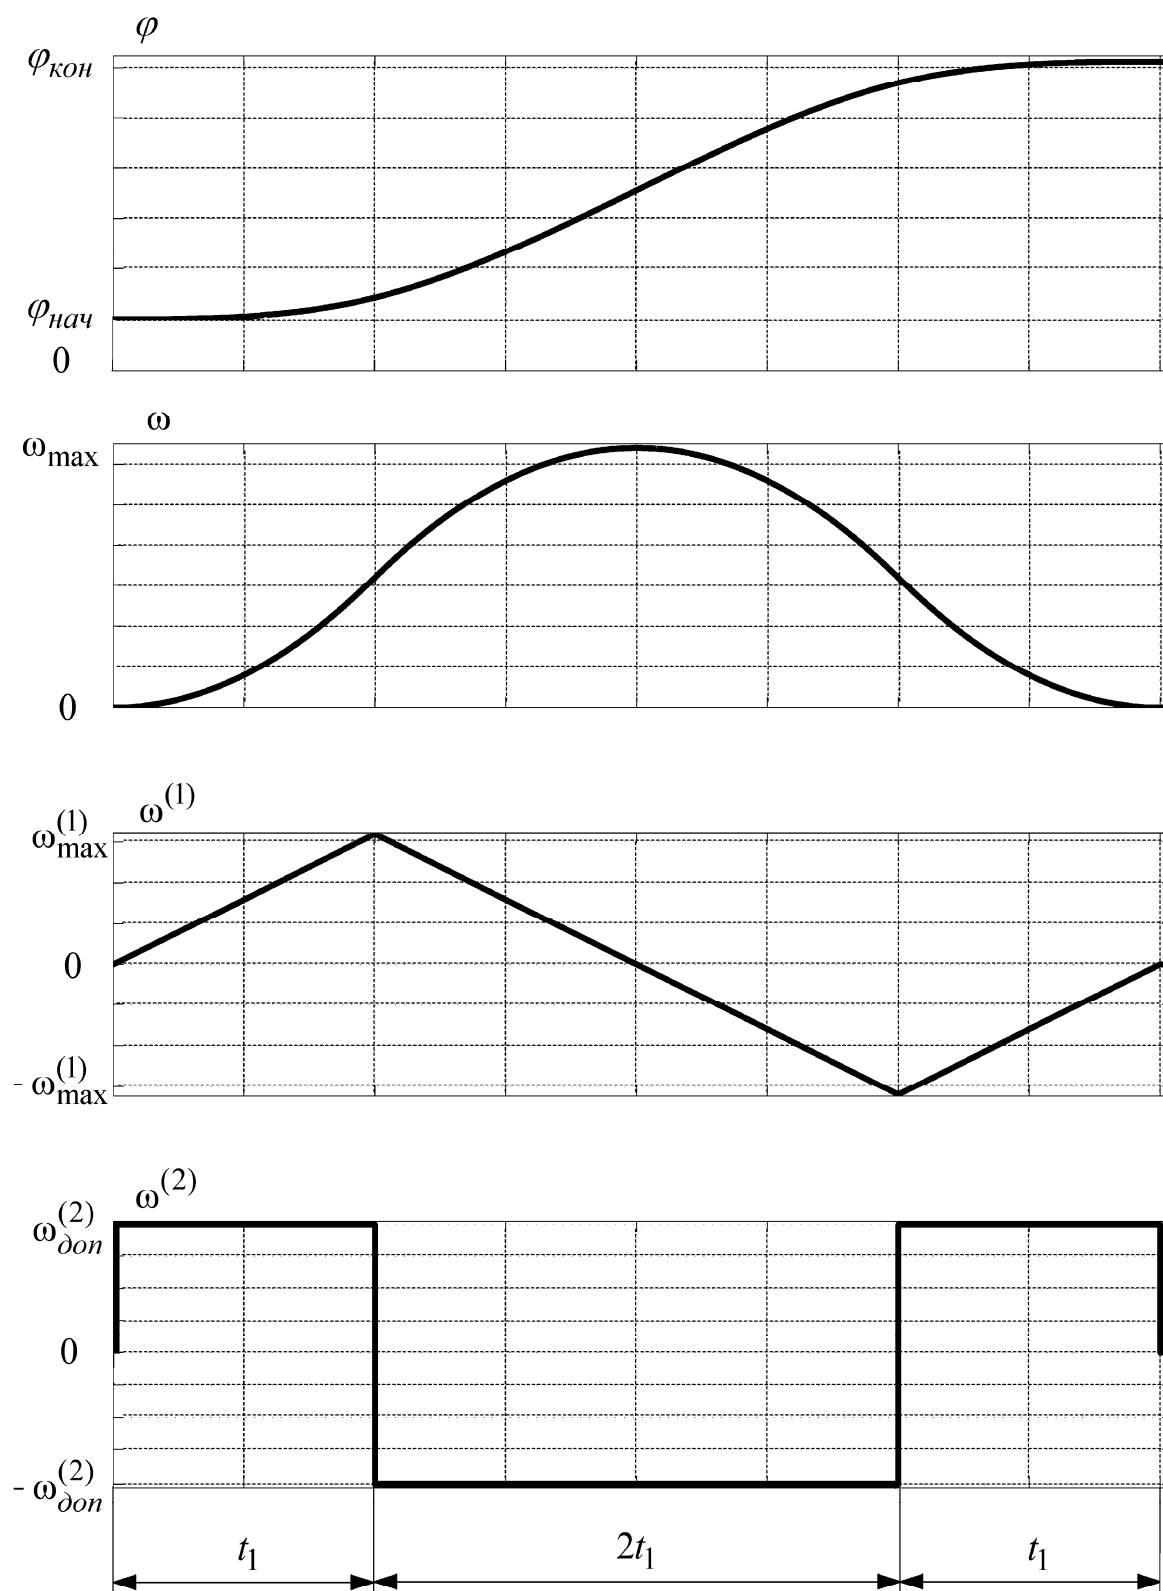 φ
φкон
φнач
0
ω
ωmax
0
ω(1)
ω(1)max
0
- ω(1)max
ω(2)
ω(2)доп
0
- ω(2)доп
t1 2t1 t1